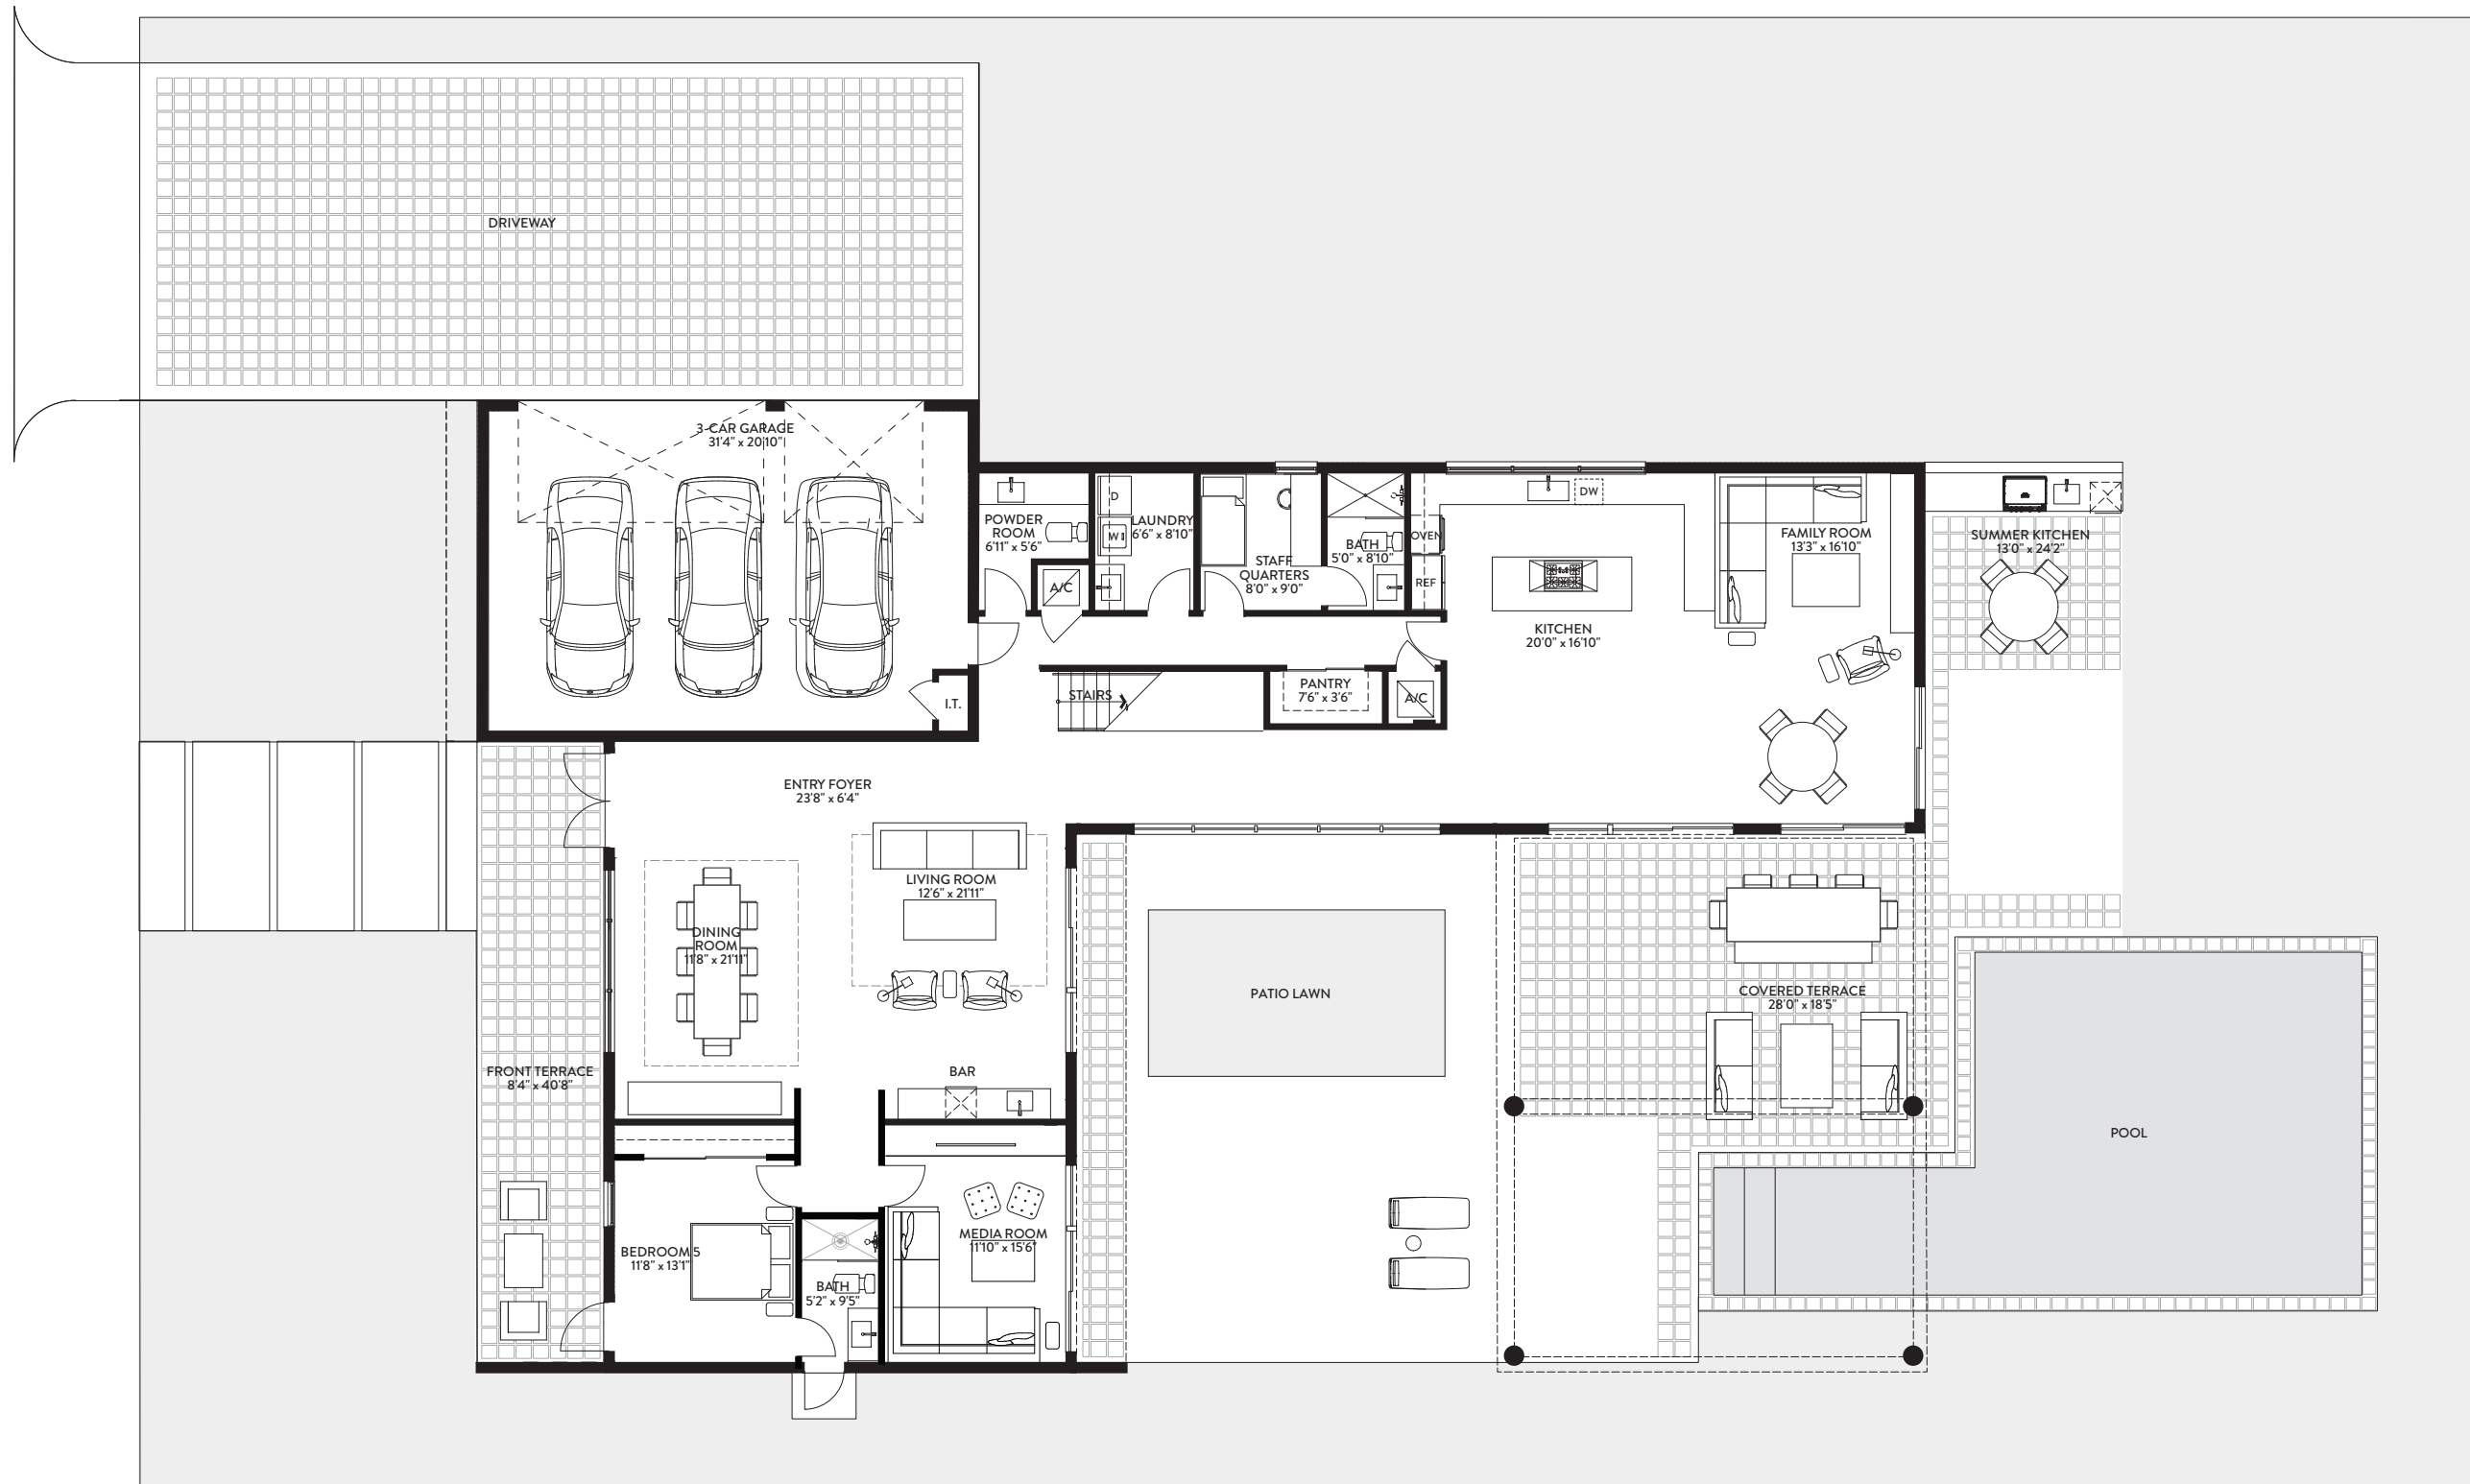 DRIVEWAY
3-CAR GARAGE
31'4" x 20'10"
D
W
LAUNDRY
6'6" x 8'10"
POWDER
ROOM
6'11" x 5'6"
A/C
STAFF
QUARTERS
8'0" x 9'0"
BATH
5'0" x 8'10"
OVEN
REF
DW
KITCHEN
20'0" x 16'10"
FAMILY ROOM
13'3" x 16'10"
SUMMER KITCHEN
13'0" x 24'2"
I.T.
STAIRS
PANTRY
7'6" x 3'6"
A/C
ENTRY FOYER
23'8" x 6'4"
LIVING ROOM
12'6" x 21'11"
DINING
ROOM
11'8" x 21'11"
PATIO LAWN
COVERED TERRACE
28'0" x 18'5"
FRONT TERRACE
8'4" x 40'8"
BAR
POOL
MEDIA ROOM
11'10" x 15'6"
BEDROOM 5
11'8" x 13'1"
BATH
5'2" x 9'5"